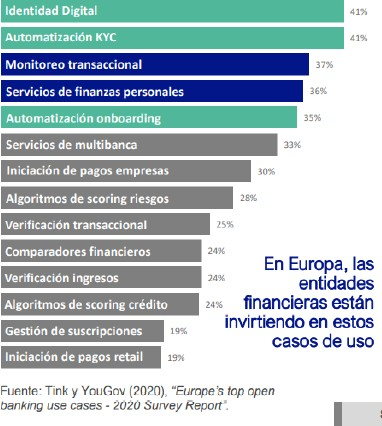 Identidad Digital 41%
Automatización KYC 41%
Monitoreo transaccional 37%
Servicios de finanzas personales 36%
Automatización onboarding 35%
Servicios de multibanca 33%
Iniciación de pagos empresas 30%
Algoritmos de scoring riesgos 28%
Verificación transaccional 25%
Comparadores financieros 24%
Verificación ingresos 24%
Algoritmos de scoring crédito 24%
Gestión de suscripciones 19%
Iniciación de pagos retail 19%
En Europa, las
entidades
financieras están
invirtiendo en estos
casos de uso
Fuente: Tink y YouGov (2020), “Europe’s top open
banking use cases - 2020 Survey Report”.